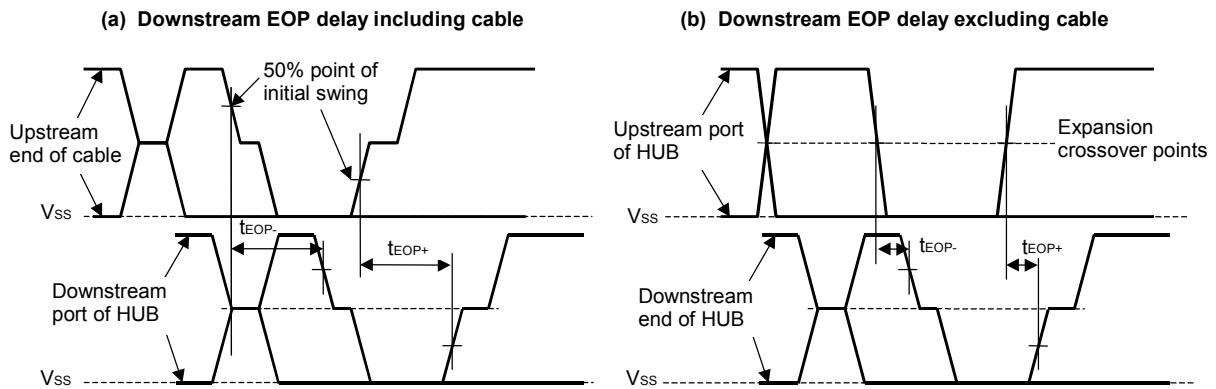 (a) Downstream EOP delay including cable
50% point of
initial swing
Upstream
end of cable
VSS
tEOP-
tEOP+
Downstream
port of HUB
VSS
(b) Downstream EOP delay excluding cable
Upstream port
of HUB
Expansion
crossover points
VSS
tEOP-
tEOP+
Downstream
end of HUB
VSS